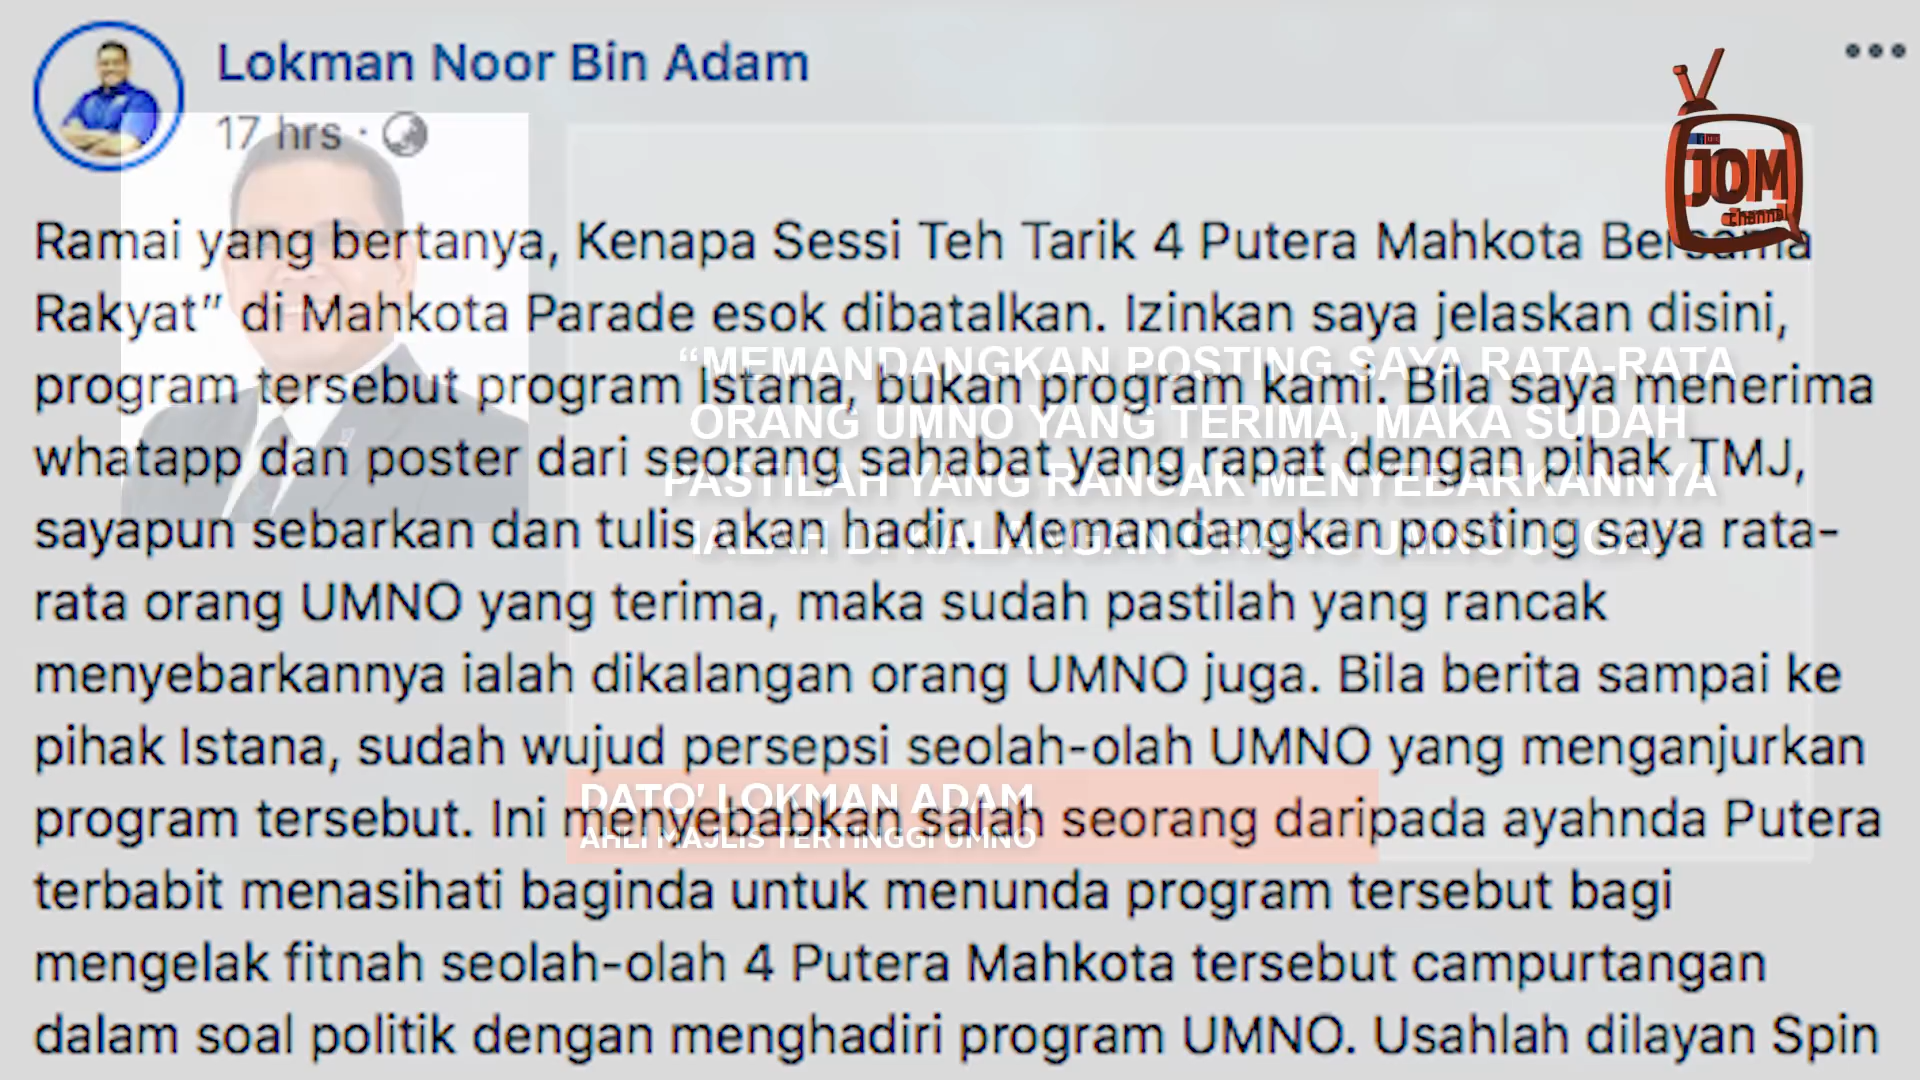 Lokman Noor Bin Adam
17 hrs ·
JOM
channel
Ramai yang bertanya, Kenapa Sessi Teh Tarik 4 Putera Mahkota Bersama
Rakyat” di Mahkota Parade esok dibatalkan. Izinkan saya jelaskan disini,
program tersebut program Istana, bukan program kami. Bila saya menerima
whatapp dan poster dari seorang sahabat yang rapat dengan pihak TMJ,
sayapun sebarkan dan tulis akan hadir. Memandangkan posting saya rata-
rata orang UMNO yang terima, maka sudah pastilah yang rancak
menyebarkannya ialah dikalangan orang UMNO juga. Bila berita sampai ke
pihak Istana, sudah wujud persepsi seolah-olah UMNO yang menganjurkan
program tersebut. Ini menyebabkan salah seorang daripada ayahnda Putera
terbabit menasihati baginda untuk menunda program tersebut bagi
mengelak fitnah seolah-olah 4 Putera Mahkota tersebut campurtangan
dalam soal politik dengan menghadiri program UMNO. Usahlah dilayan Spin
“MEMANDANGKAN POSTING SAYA RATA-RATA
ORANG UMNO YANG TERIMA, MAKA SUDAH
PASTILAH YANG RANCAK MENYEBARKANNYA
IALAH DI KALANGAN ORANG UMNO JUGA”
DATO' LOKMAN ADAM
AHLI MAJLIS TERTINGGI UMNO